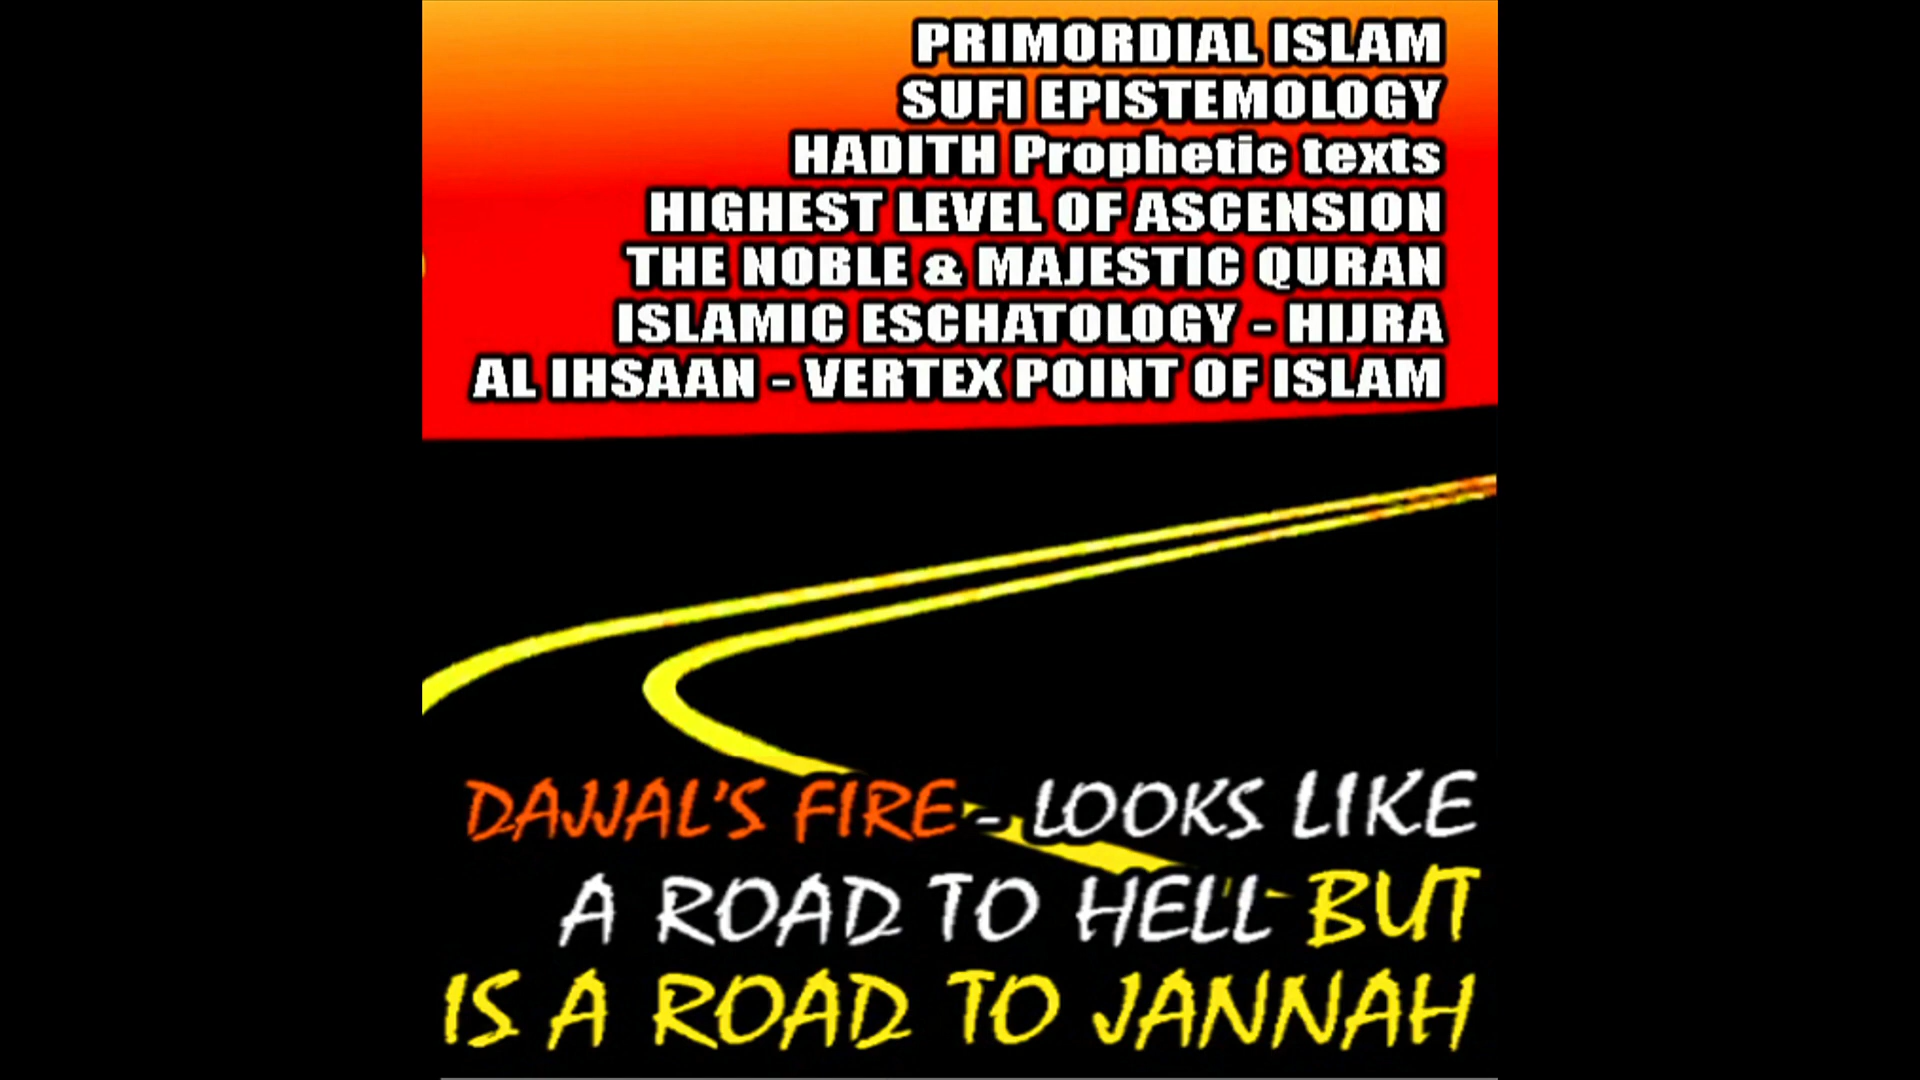 PRIMORDIAL ISLAM
SUFI EPISTEMOLOGY
HADITH Prophetic texts
HIGHEST LEVEL OF ASCENSION
THE NOBLE & MAJESTIC QURAN
ISLAMIC ESCHATOLOGY - HIJRA
AL IHSAAN - VERTEX POINT OF ISLAM
DAJJAL'S FIRE - LOOKS LIKE
A ROAD TO HELL BUT
IS A ROAD TO JANNAH